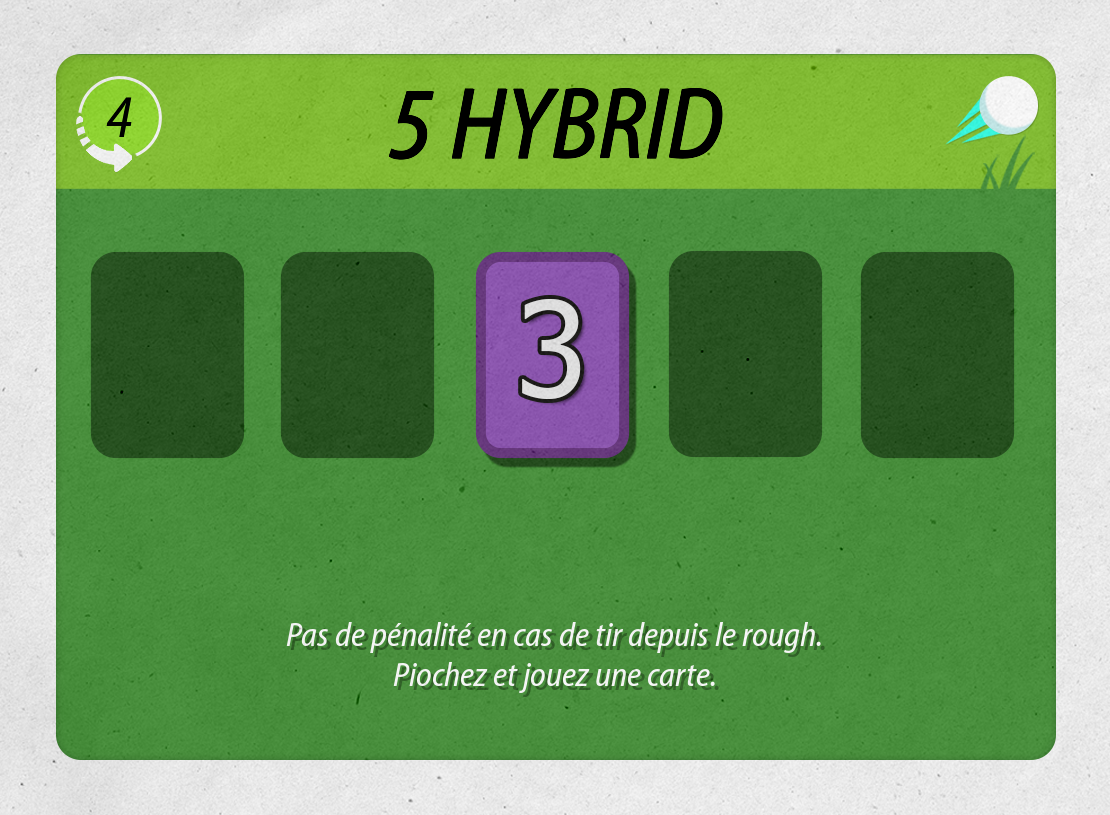 4
5 HYBRID
3
Pas de pénalité en cas de tir depuis le rough.
Piochez et jouez une carte.